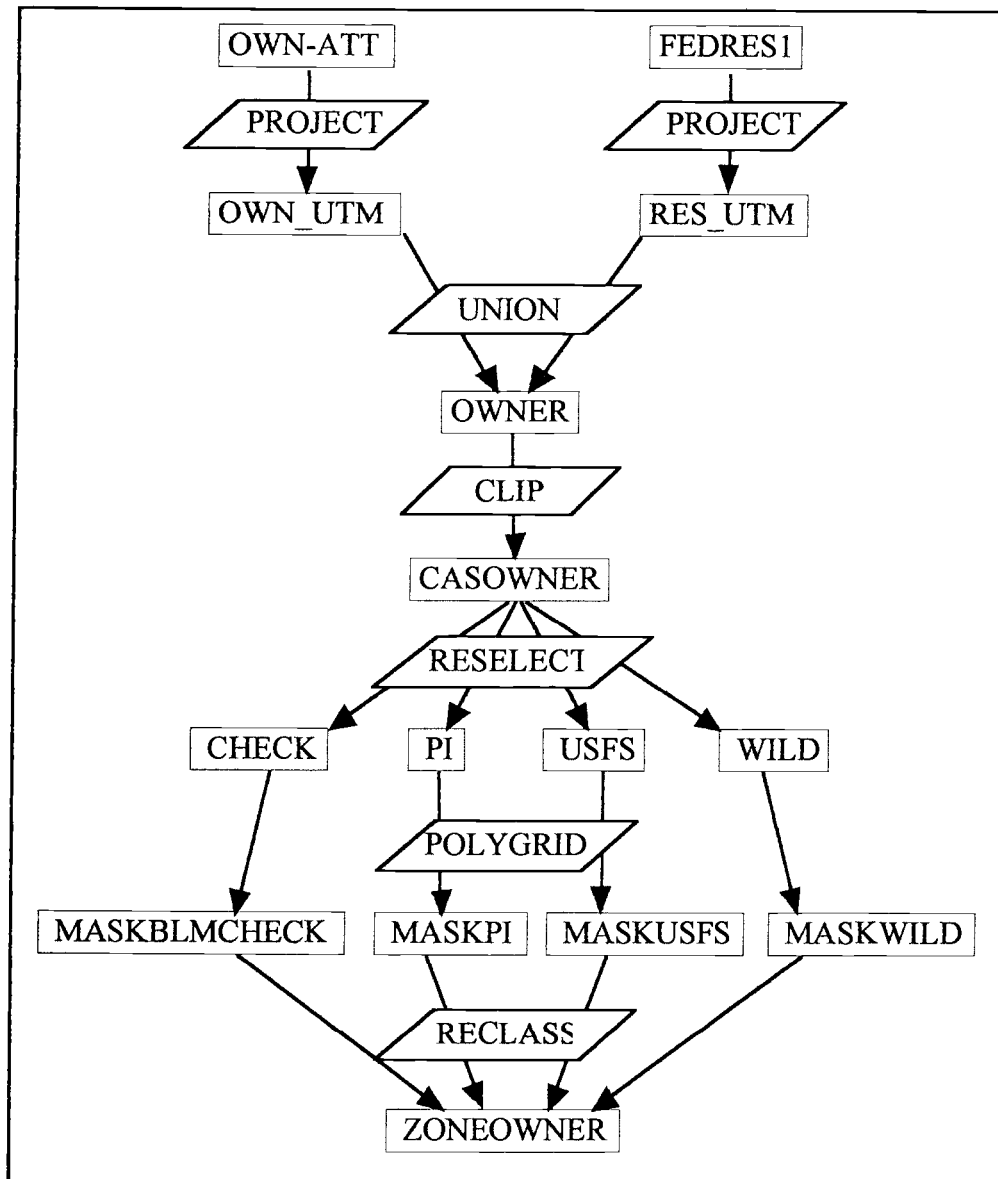 OWN-ATT FEDRES1
PROJECT PROJECT
OWN_UTM RES_UTM
UNION
OWNER
CLIP
CASOWNER
RESELECT
CHECK PI USFS WILD
POLYGRID
MASKBLMCHECK MASKPI MASKUSFS MASKWILD
RECLASS
ZONEOWNER